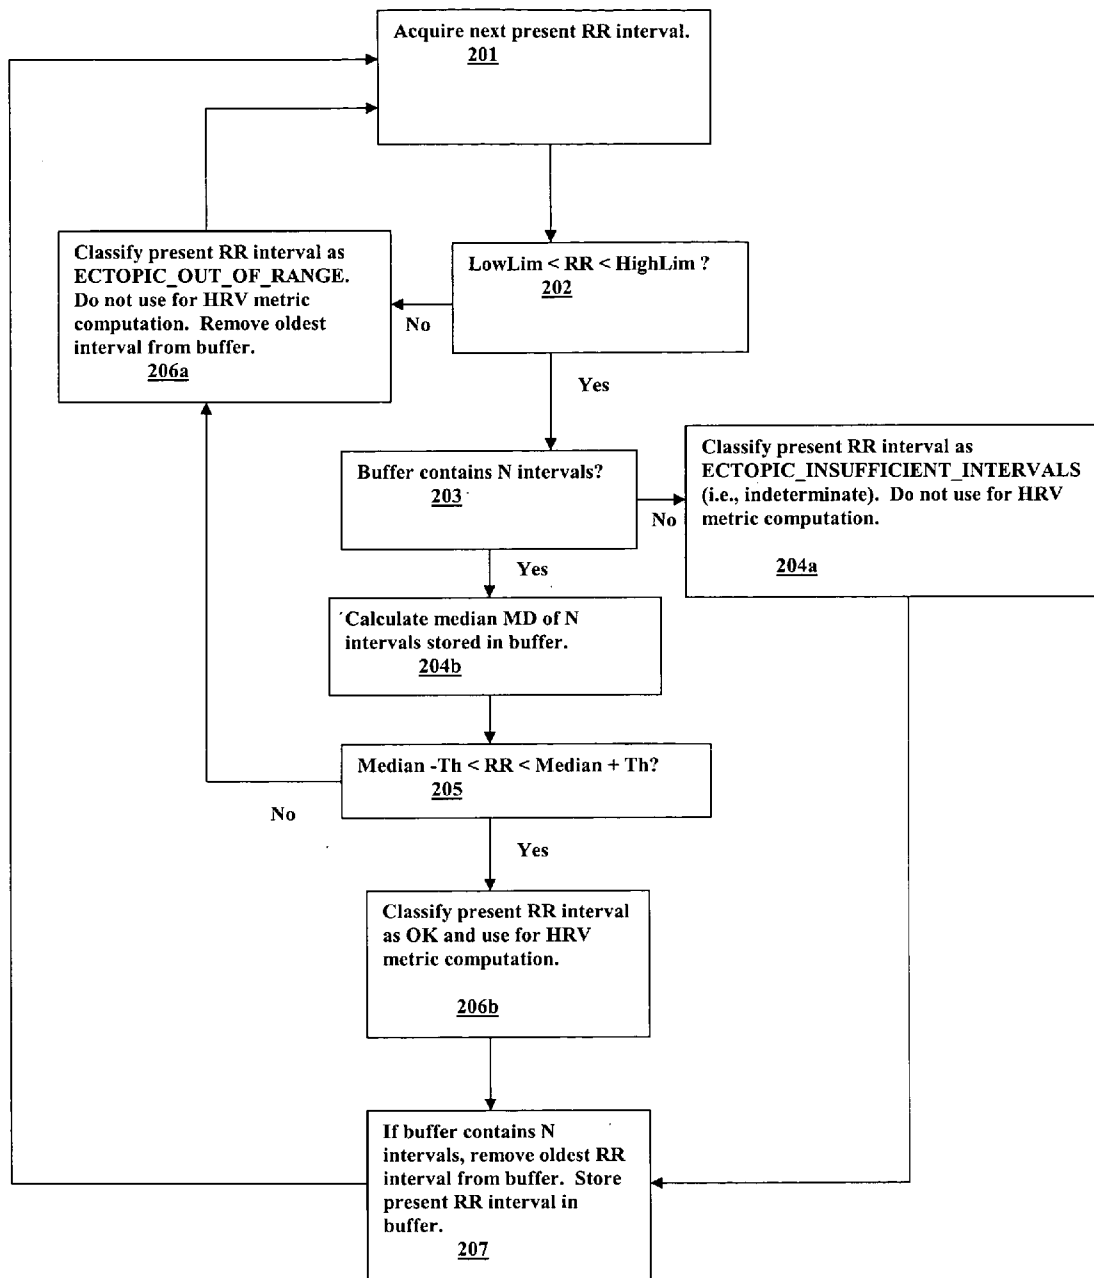 Acquire next present RR interval.
201
Classify present RR interval as
ECTOPIC_OUT_OF_RANGE.
Do not use for HRV metric
computation. Remove oldest
interval from buffer.
206a
LowLim < RR < HighLim ?
202
No
Yes
Buffer contains N intervals?
203
No
Classify present RR interval as
ECTOPIC_INSUFFICIENT_INTERVALS
(i.e., indeterminate). Do not use for HRV
metric computation.
204a
Yes
Calculate median MD of N
intervals stored in buffer.
204b
Median -Th < RR < Median + Th?
205
No
Yes
Classify present RR interval
as OK and use for HRV
metric computation.
206b
If buffer contains N
intervals, remove oldest RR
interval from buffer. Store
present RR interval in
buffer.
207